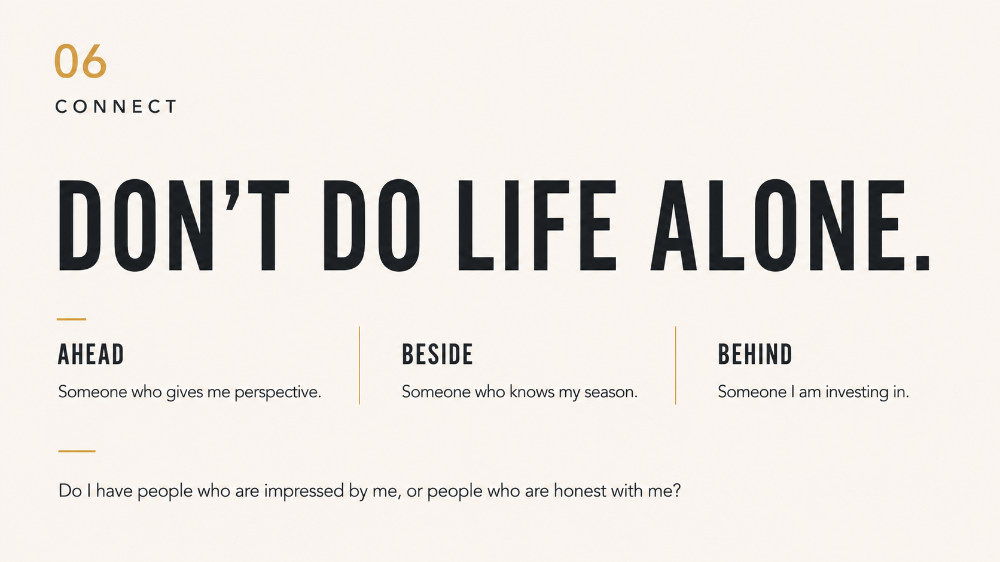 06
CONNECT
DON’T DO LIFE ALONE.
AHEAD
Someone who gives me perspective.
BESIDE
Someone who knows my season.
BEHIND
Someone I am investing in.
Do I have people who are impressed by me, or people who are honest with me?